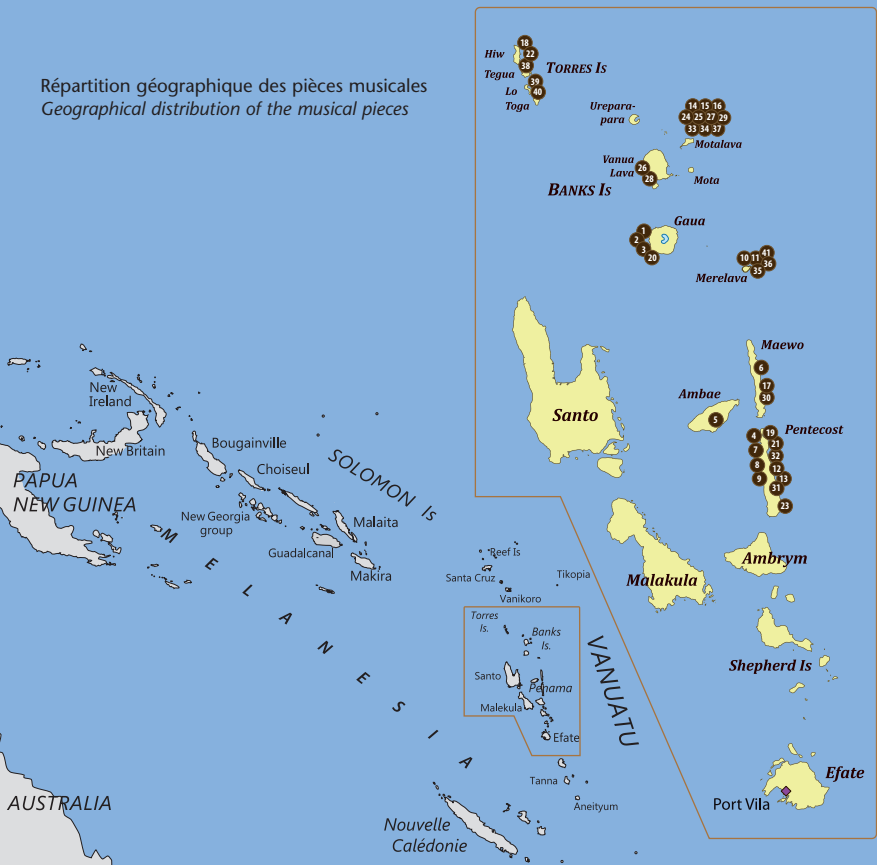 Répartition géographique des pièces musicales
Geographical distribution of the musical pieces
18
22
38
39
40
Hiw
Tegua
Lo
Toga
TORRES IS
Urepara-
para
14 15 16
24 25 27 29
33 34 37
Motalava
Vanua
Lava
26
28
Mota
BANKS IS
Gaua
1
2
3
20
10 11 41
36
35
Merelava
Maewo
6
17
30
Ambae
5
Santo
Pentecost
4 19
21
7
32
8
12
9 13
31
23
Malakula
Ambrym
Shepherd Is
Efate
Port Vila
New
Ireland
New Britain
PAPUA
NEW GUINEA
Bougainville
Choiseul
SOLOMON Is
New Georgia
group
Malaita
Guadalcanal
Makira
MELANESIA
Reef Is
Santa Cruz
Tikopia
Vanikoro
Torres
Is.
Banks
Is.
Santo
Penama
Malekula
Efate
VANUATU
Tanna
Aneityum
Nouvelle
Calédonie
AUSTRALIA